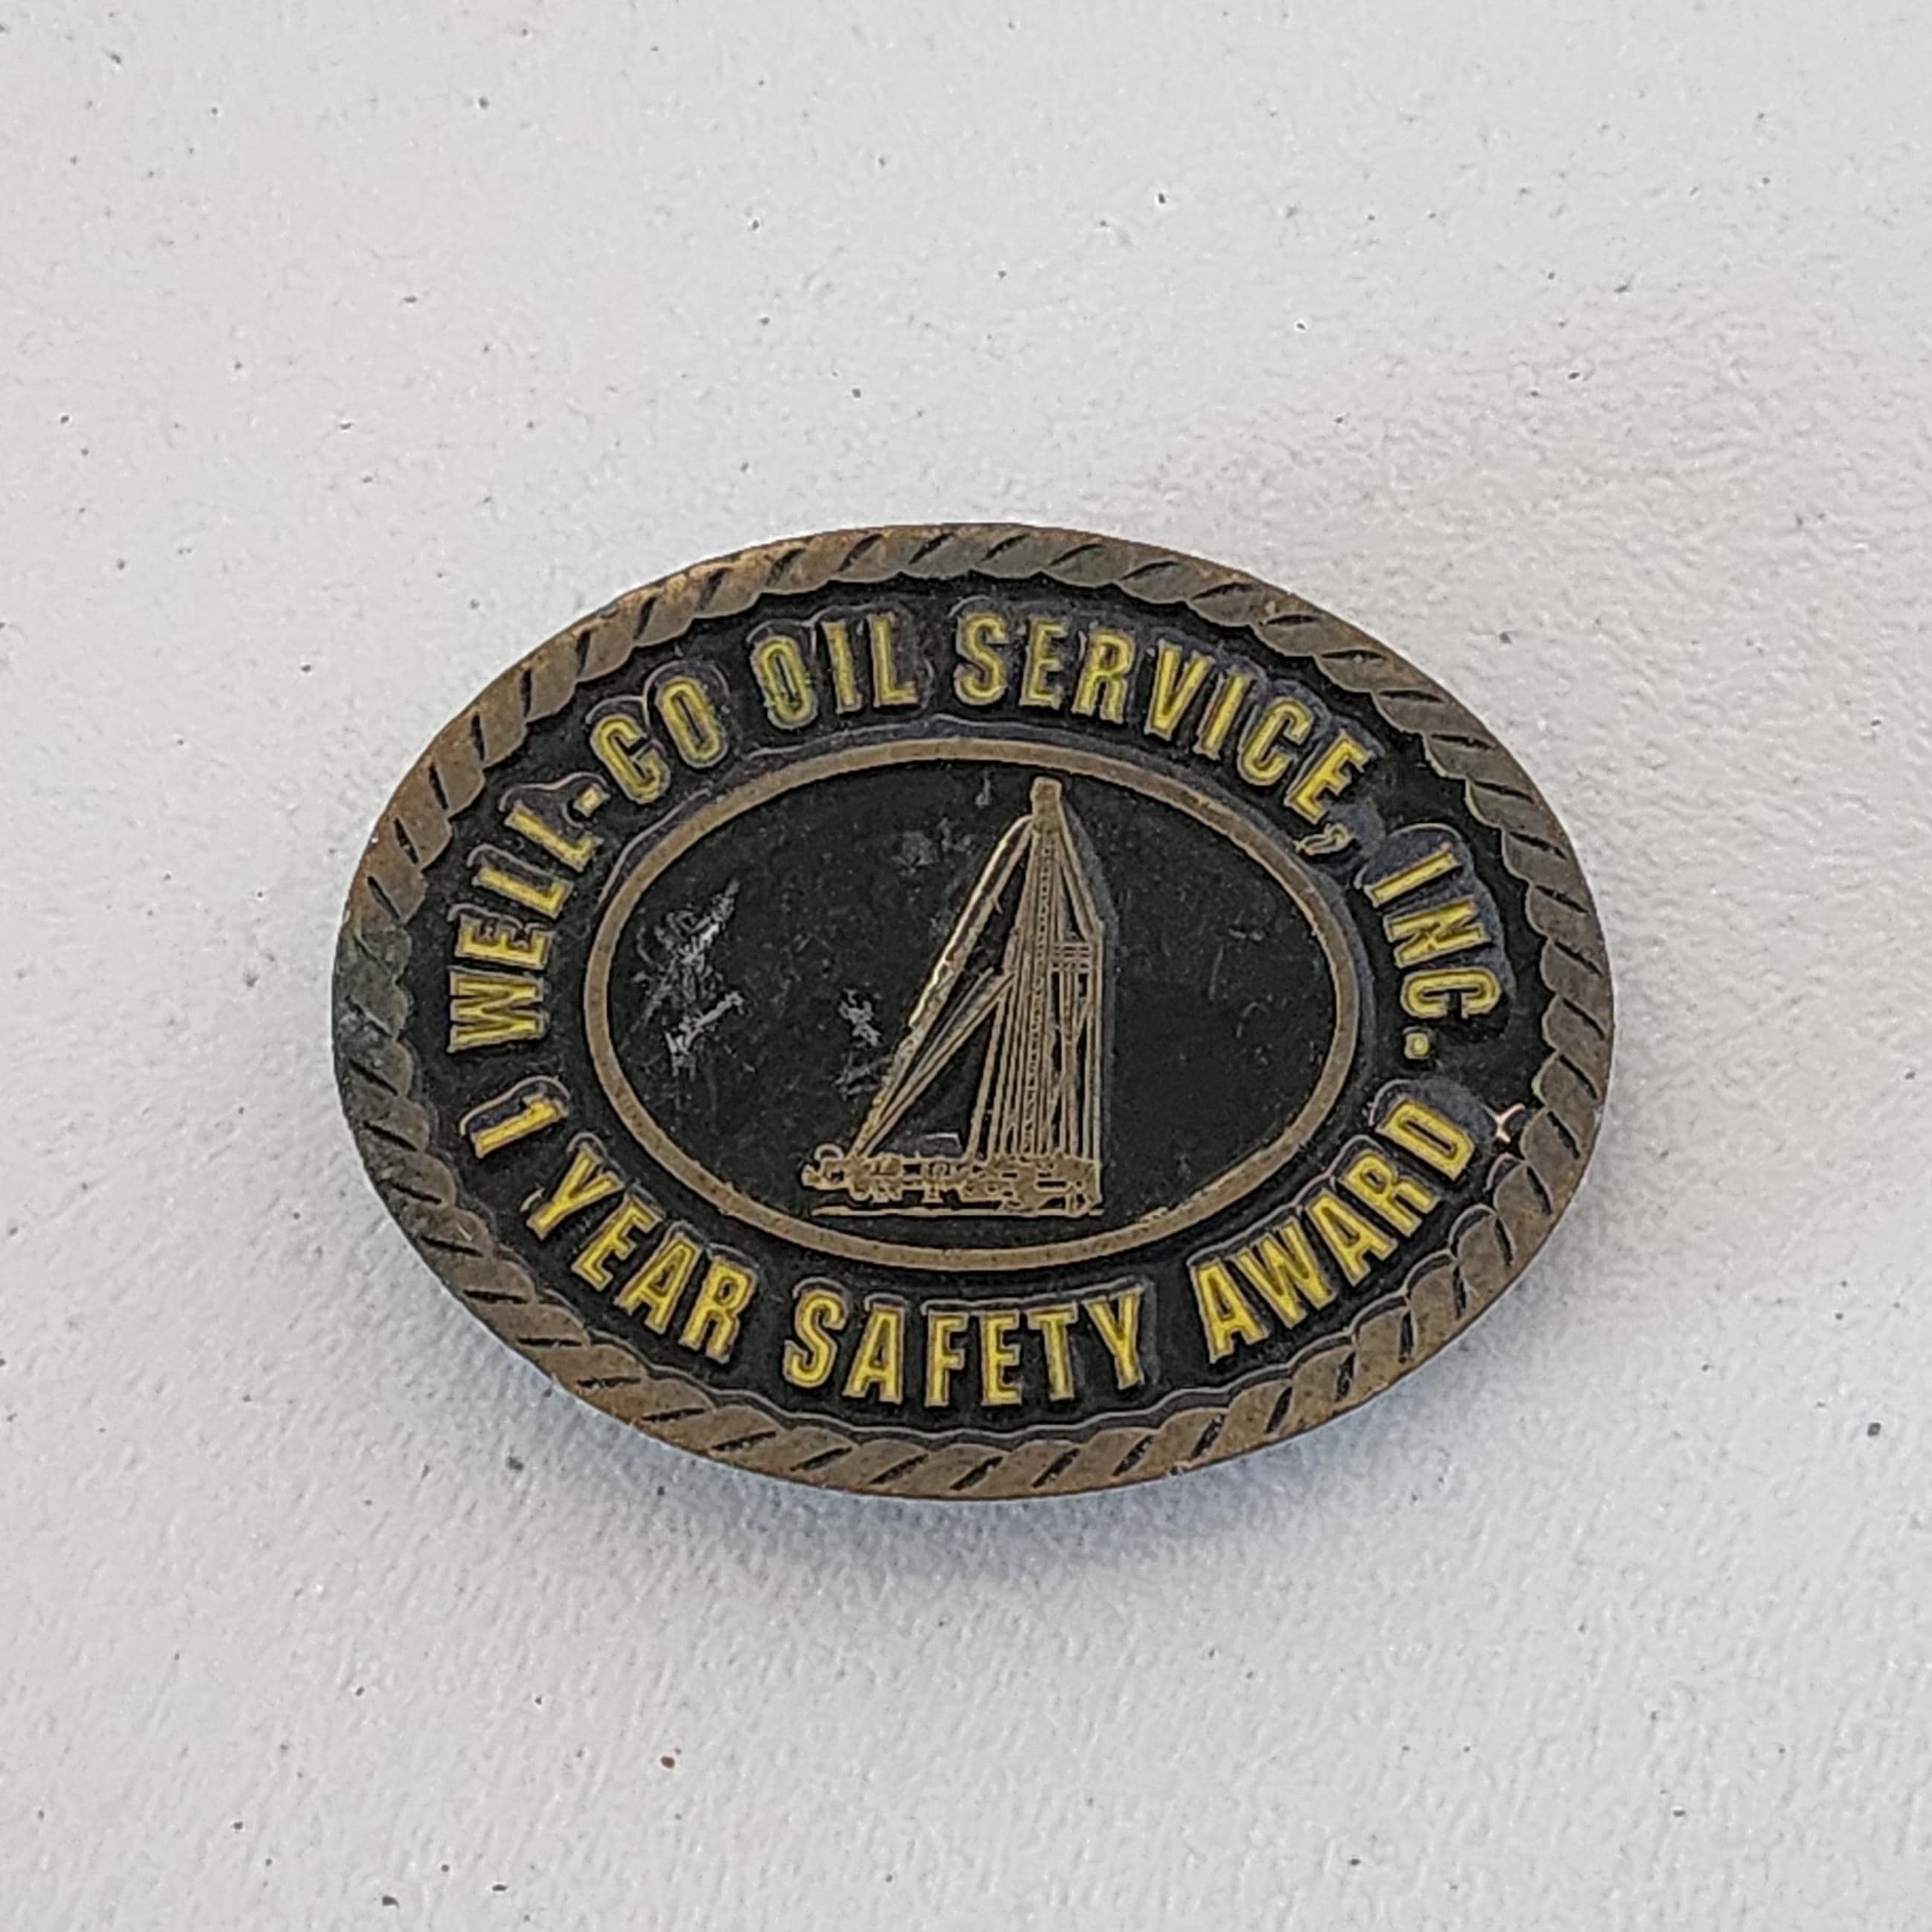 WELL-CO OIL SERVICE, INC.
1 YEAR SAFETY AWARD